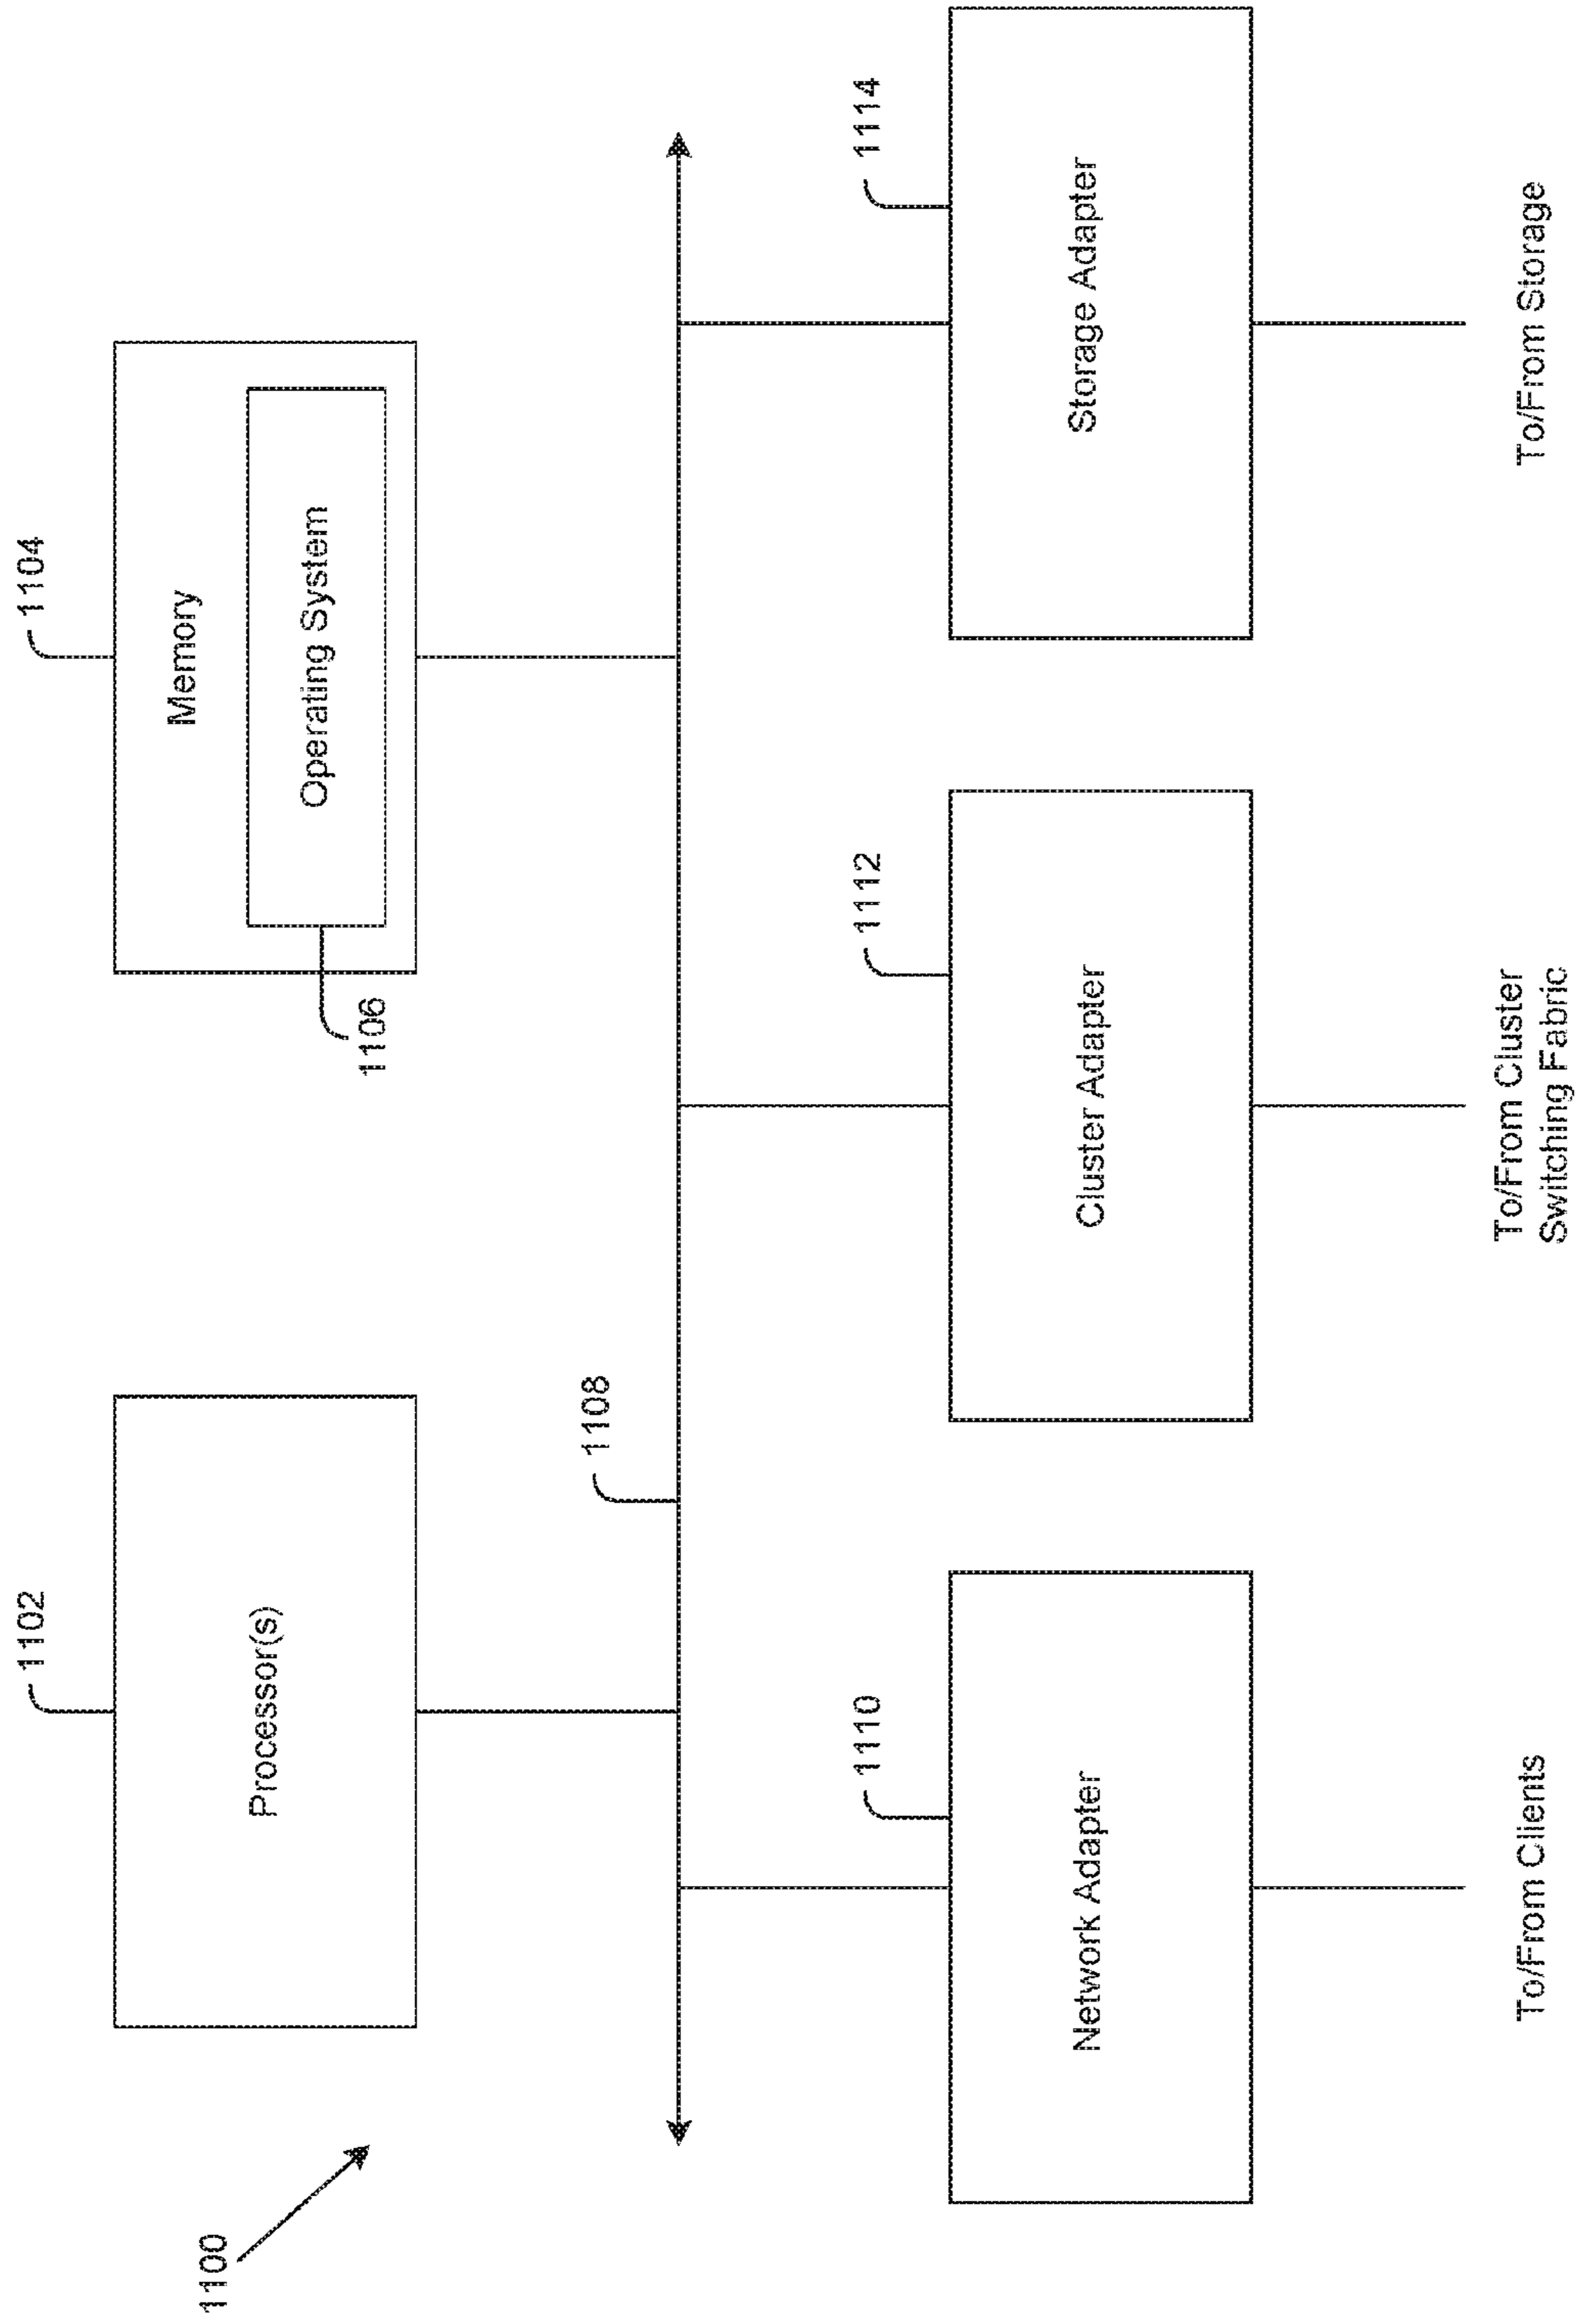 1100
1102
Processor(s)
1104
Memory
Operating System
1106
1108
1110
Network Adapter
To/From Clients
1112
Cluster Adapter
To/From Cluster
Switching Fabric
1114
Storage Adapter
To/From Storage